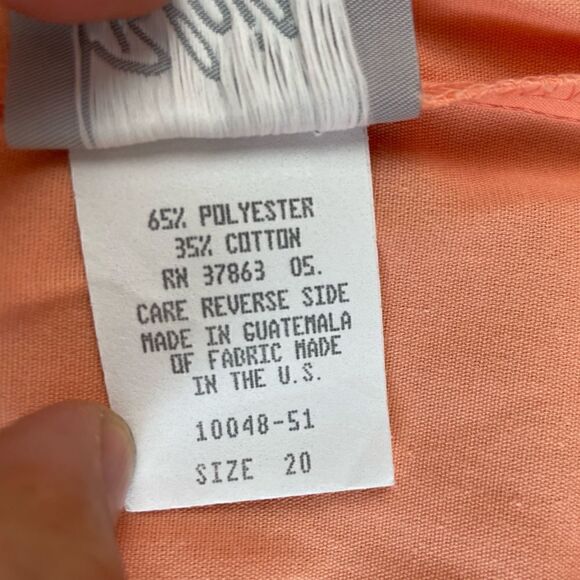 65% POLYESTER
35% COTTON
RN 37863 05.
CARE REVERSE SIDE
MADE IN GUATEMALA
OF FABRIC MADE
IN THE U.S.
10048-51
SIZE 20